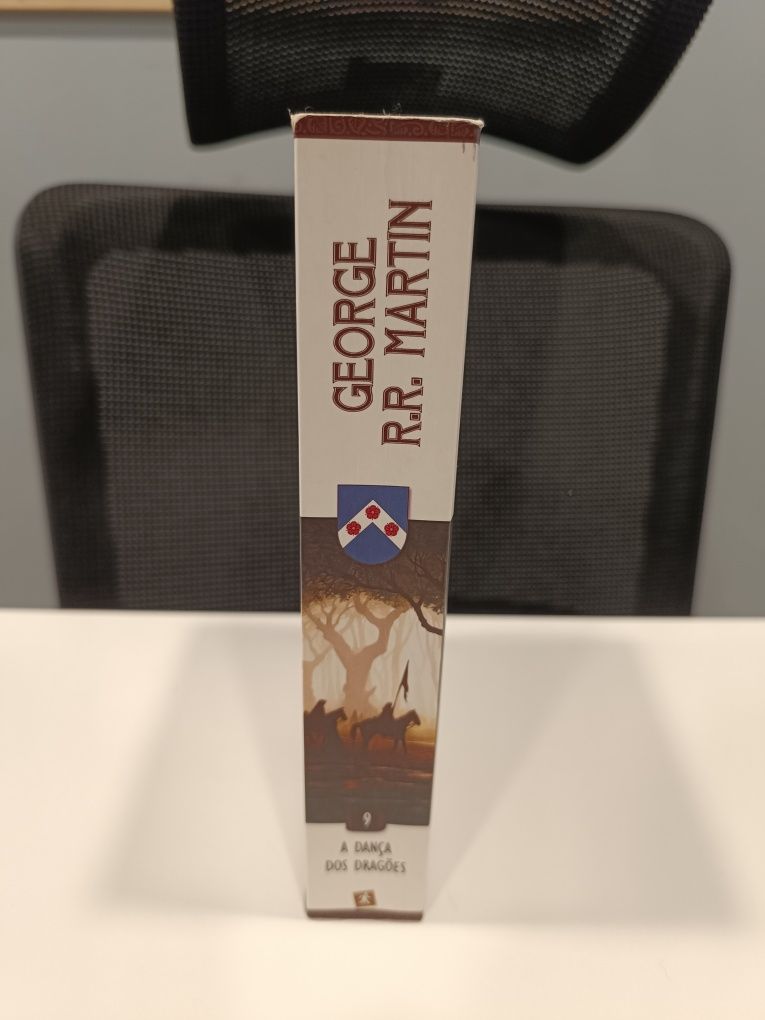 GEORGE
R.R. MARTIN
9
A DANÇA
DOS DRAGÕES